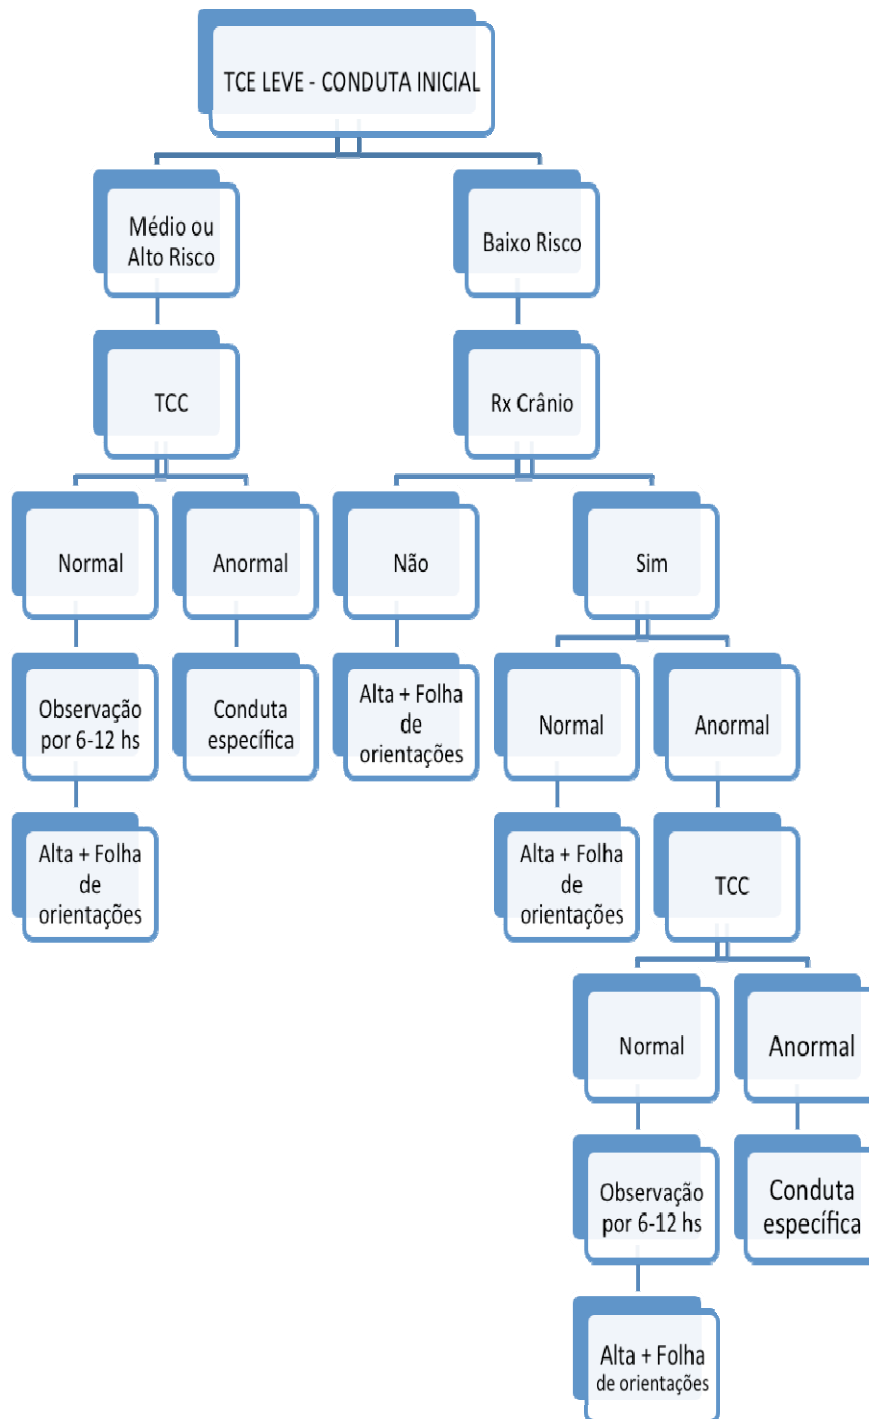 TCE LEVE - CONDUTA INICIAL
Médio ou
Alto Risco
Baixo Risco
TCC
Rx Crânio
Normal
Anormal
Não
Sim
Observação
por 6-12 hs
Conduta
específica
Alta + Folha
de
orientações
Normal
Anormal
Alta + Folha
de
orientações
Alta + Folha
de
orientações
TCC
Normal
Anormal
Observação
por 6-12 hs
Conduta
específica
Alta + Folha
de orientações